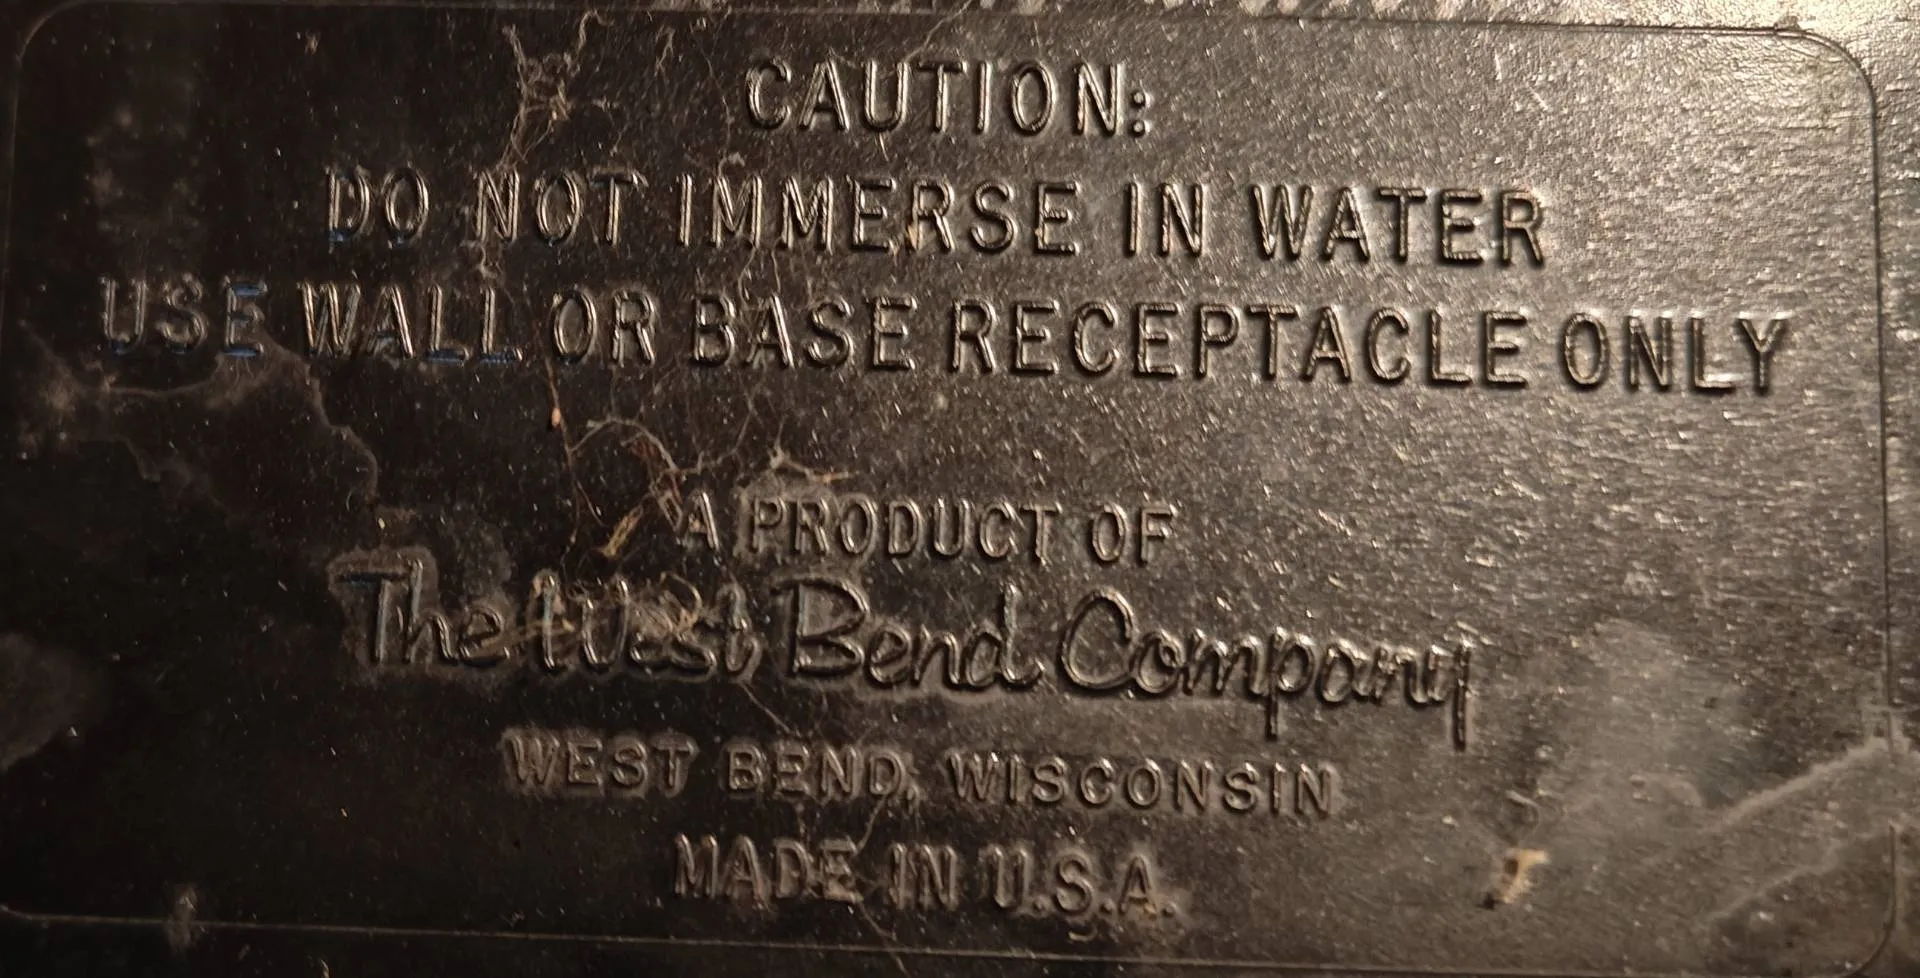 CAUTION:
DO NOT IMMERSE IN WATER
USE WALL OR BASE RECEPTACLE ONLY
A PRODUCT OF
The West Bend Company
WEST BEND, WISCONSIN
MADE IN U.S.A.